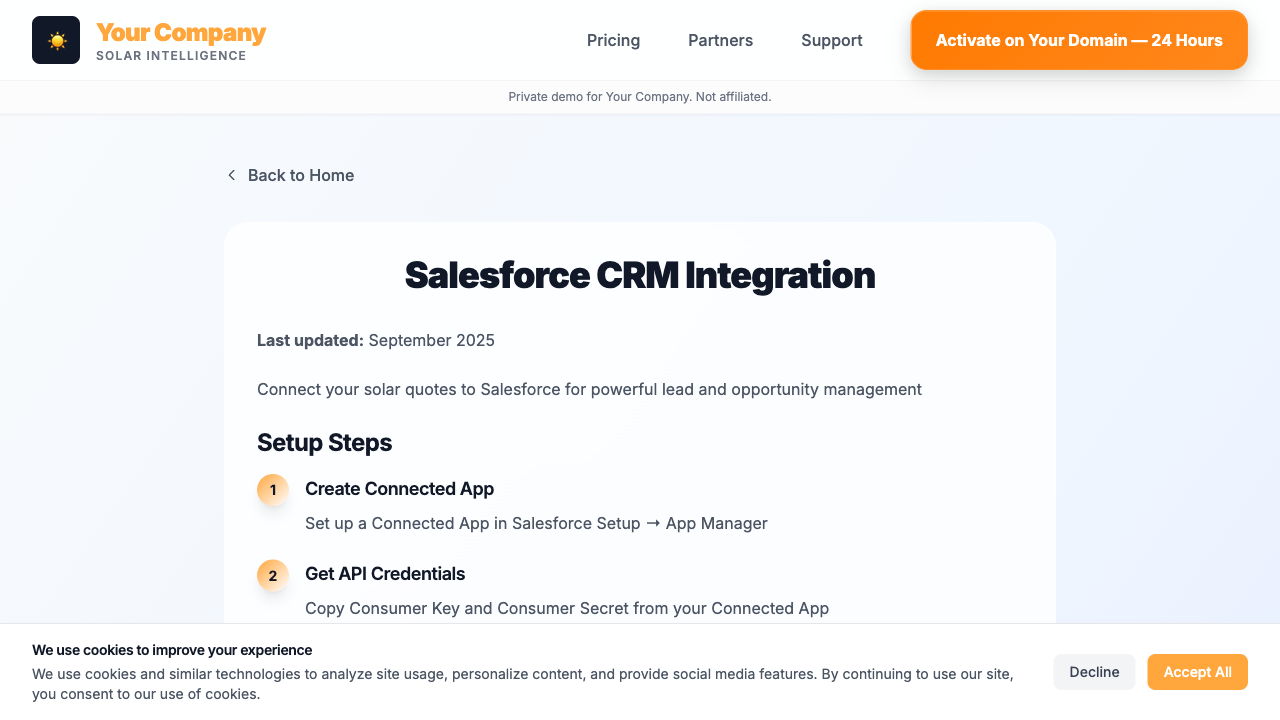 Your Company
SOLAR INTELLIGENCE
Pricing
Partners
Support
Activate on Your Domain — 24 Hours
Private demo for Your Company. Not affiliated.
Back to Home
Salesforce CRM Integration
Last updated: September 2025
Connect your solar quotes to Salesforce for powerful lead and opportunity management
Setup Steps
1
Create Connected App
Set up a Connected App in Salesforce Setup → App Manager
2
Get API Credentials
Copy Consumer Key and Consumer Secret from your Connected App
We use cookies to improve your experience
We use cookies and similar technologies to analyze site usage, personalize content, and provide social media features. By continuing to use our site,
you consent to our use of cookies.
Decline
Accept All